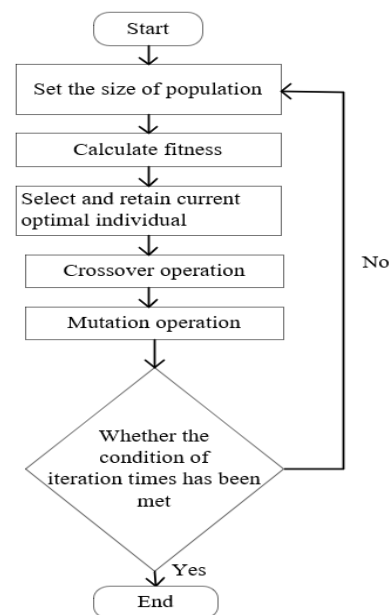 Start
Set the size of population
Calculate fitness
Select and retain current
optimal individual
Crossover operation
No
Mutation operation
Whether the
condition of
iteration times has been
met
Yes
End